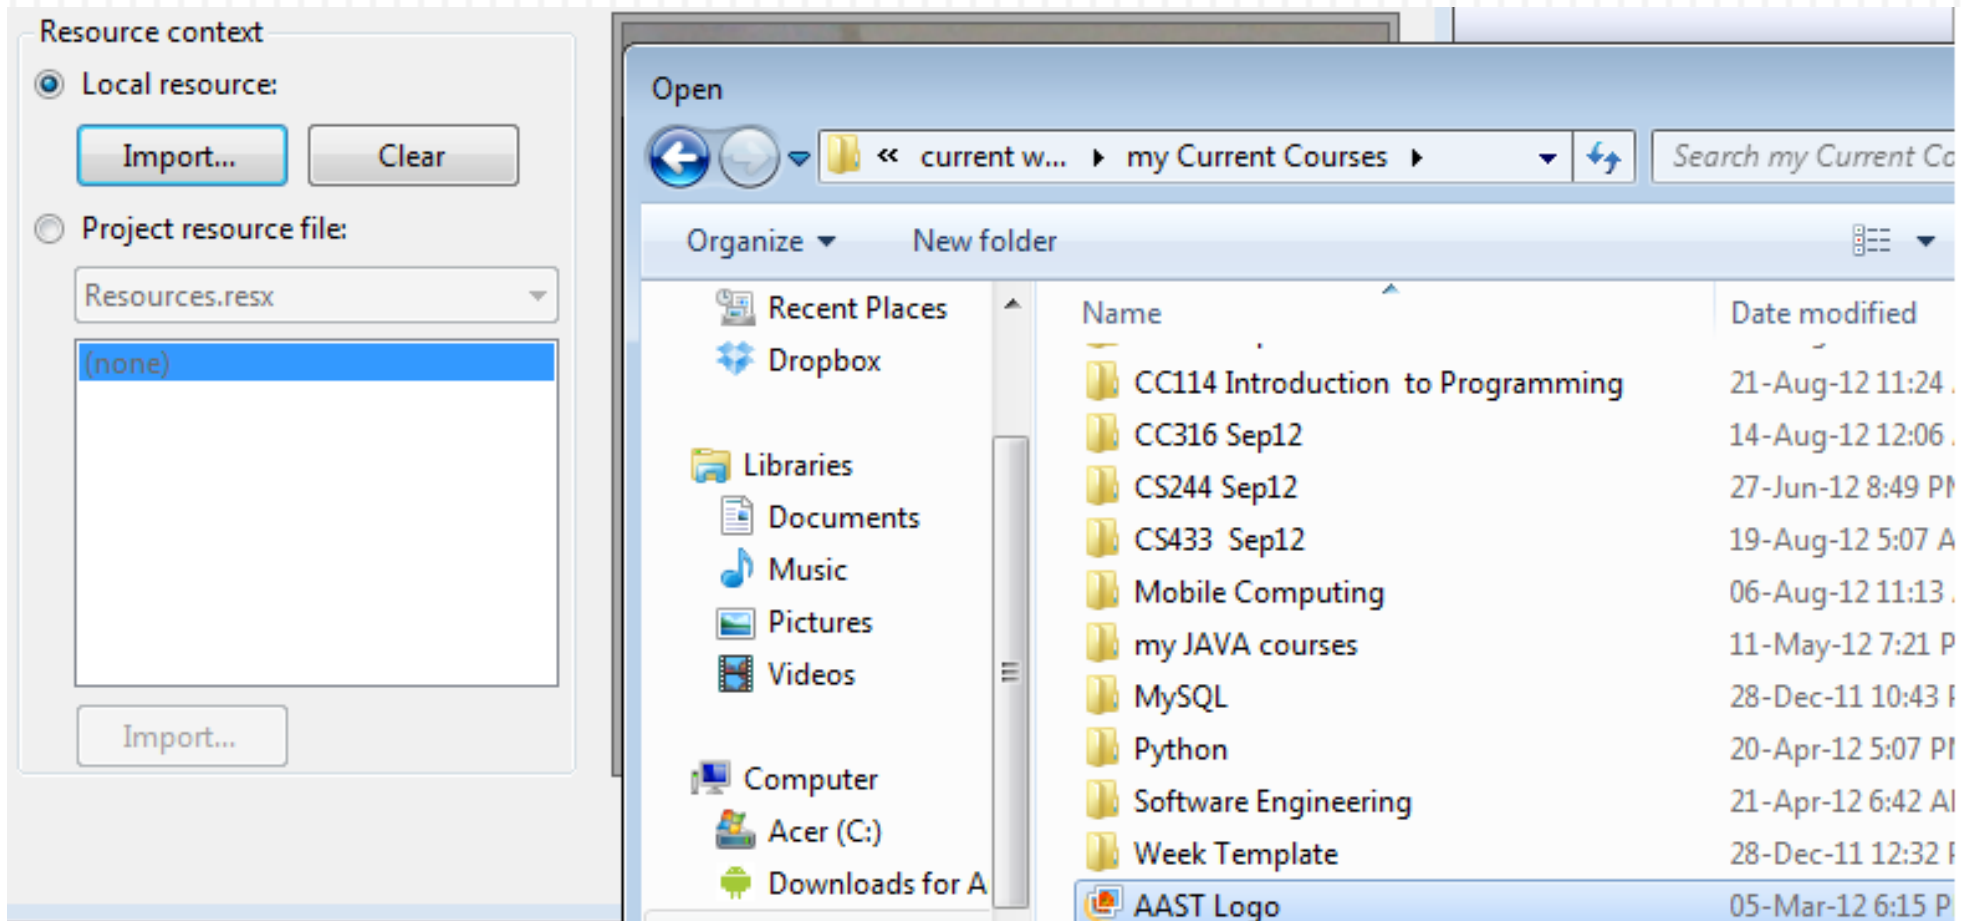 Resource context
Local resource:
Import...
Clear
Project resource file:
Resources.resx
(none)
Import...
Open
« current w... my Current Courses
Search my Current Co
Organize
New folder
Recent Places
Dropbox
Libraries
Documents
Music
Pictures
Videos
Computer
Acer (C:)
Downloads for A
Name Date modified
CC114 Introduction to Programming 21-Aug-12 11:24
CC316 Sep12 14-Aug-12 12:06
CS244 Sep12 27-Jun-12 8:49 PM
CS433 Sep12 19-Aug-12 5:07 A
Mobile Computing 06-Aug-12 11:13
my JAVA courses 11-May-12 7:21 P
MySQL 28-Dec-11 10:43
Python 20-Apr-12 5:07 PM
Software Engineering 21-Apr-12 6:42 A
Week Template 28-Dec-11 12:32
AAST Logo 05-Mar-12 6:15 P